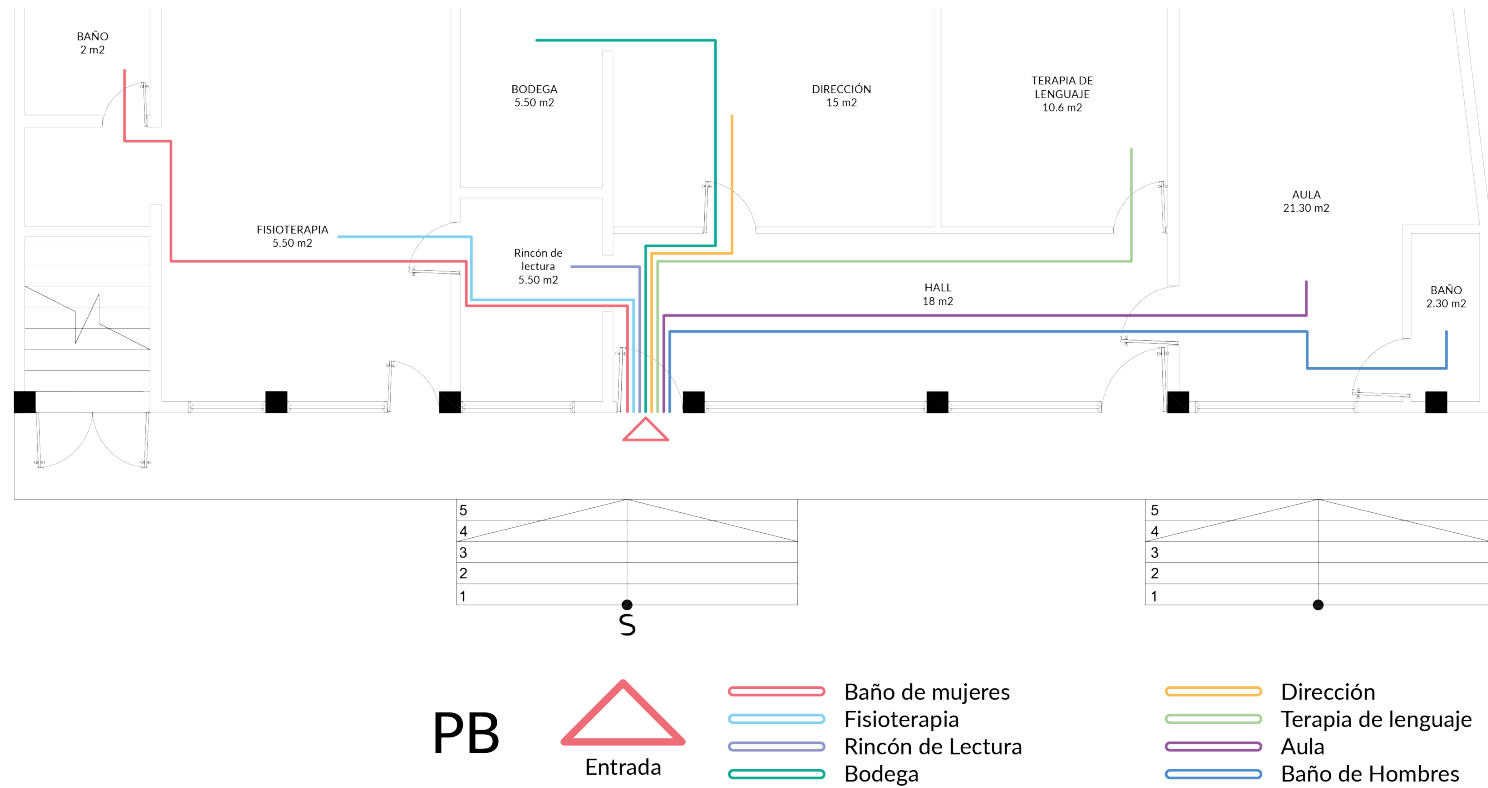 BAÑO
2 m2
BODEGA
5.50 m2
DIRECCIÓN
15 m2
TERAPIA DE
LENGUAJE
10.6 m2
AULA
21.30 m2
FISIOTERAPIA
5.50 m2
Rincón de
lectura
5.50 m2
HALL
18 m2
BAÑO
2.30 m2
5
4
3
2
1
S
5
4
3
2
1
PB
Entrada
Baño de mujeres
Fisioterapia
Rincón de Lectura
Bodega
Dirección
Terapia de lenguaje
Aula
Baño de Hombres